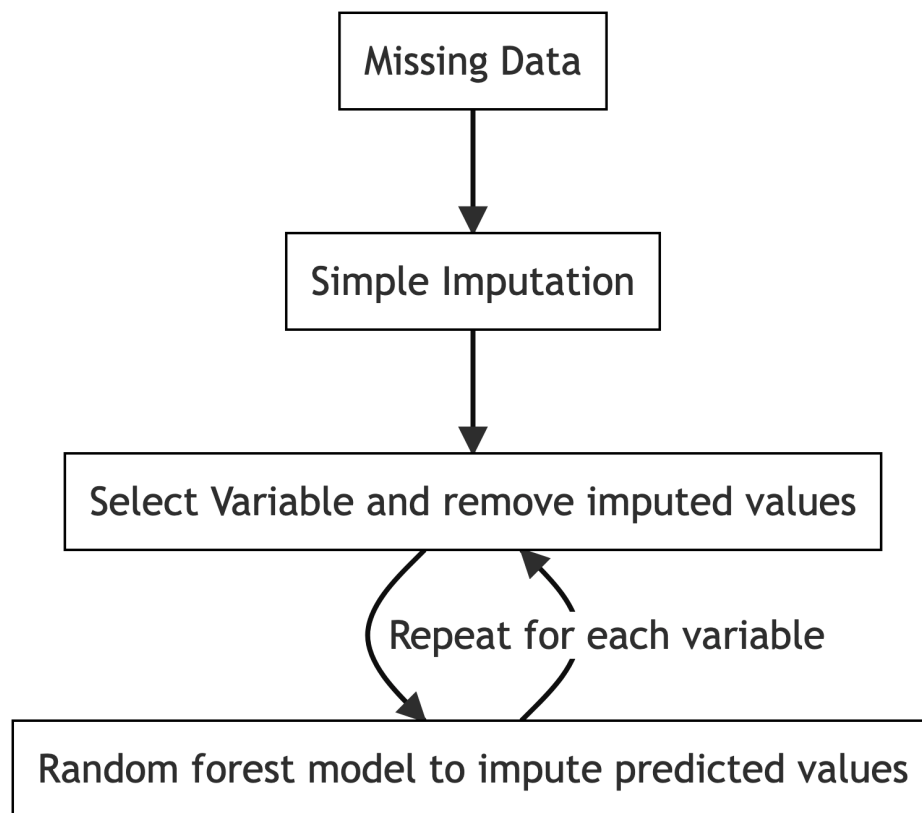 Missing Data
Simple Imputation
Select Variable and remove imputed values
Repeat for each variable
Random forest model to impute predicted values